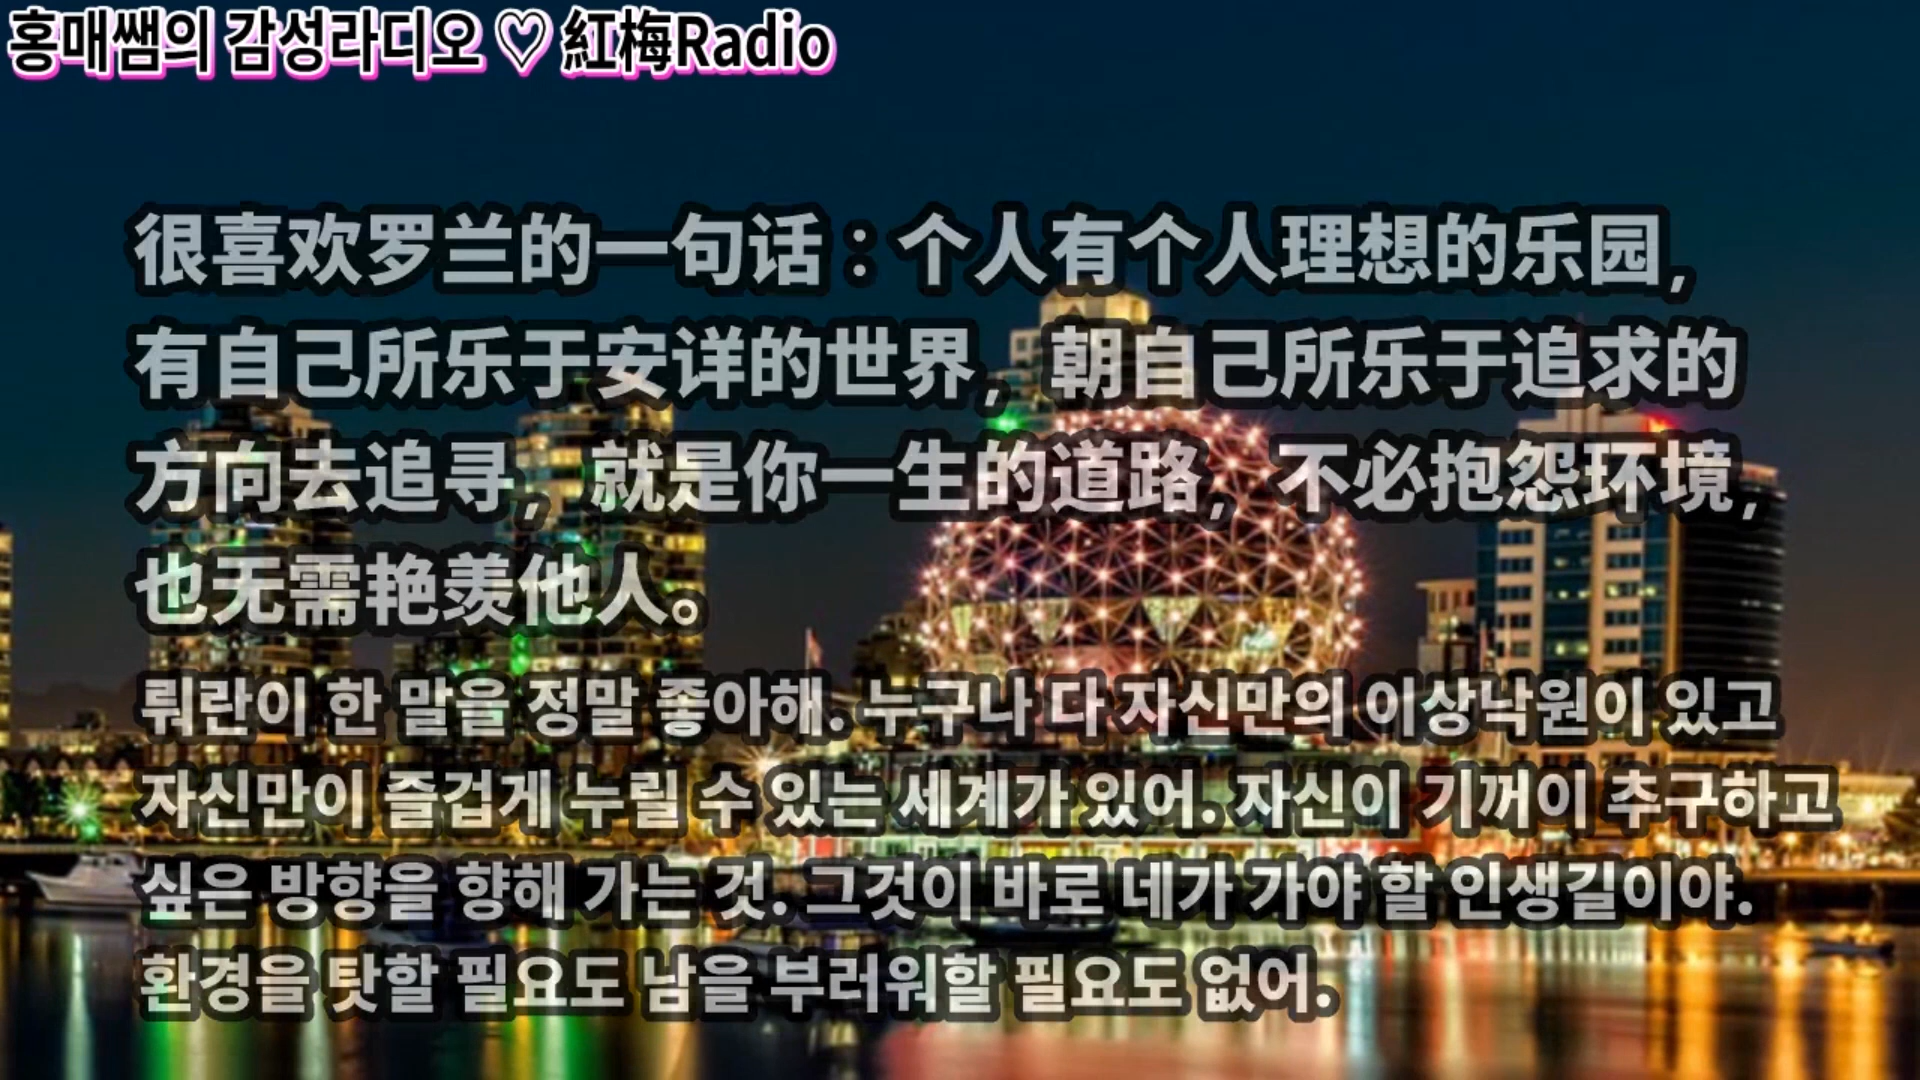 홍매쌤의 감성라디오 ♡ 紅梅Radio
很喜欢罗兰的一句话：个人有个人理想的乐园，
有自己所乐于安详的世界，朝自己所乐于追求的
方向去追寻，就是你一生的道路，不必抱怨环境，
也无需艳羡他人。
뤄란이 한 말을 정말 좋아해. 누구나 다 자신만의 이상낙원이 있고
자신만이 즐겁게 누릴 수 있는 세계가 있어. 자신이 기꺼이 추구하고
싶은 방향을 향해 가는 것. 그것이 바로 네가 가야 할 인생길이야.
환경을 탓할 필요도 남을 부러워할 필요도 없어.